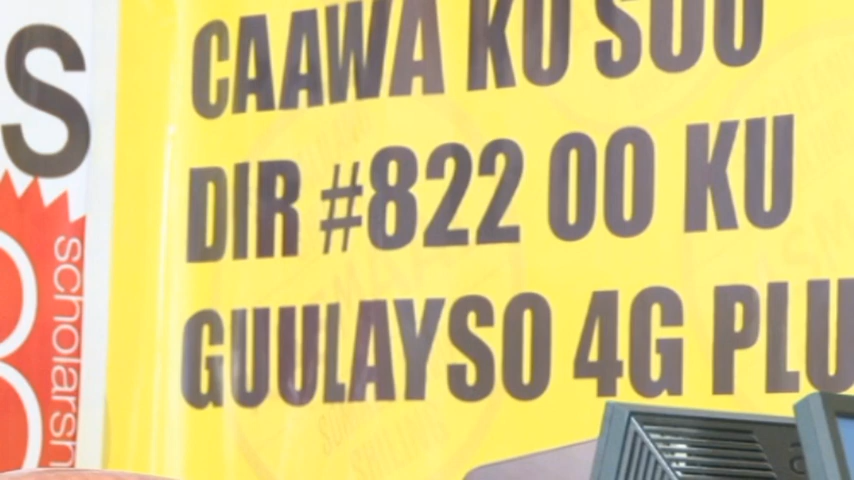 CAAWA KU SOO
DIR #822 00 KU
GUULAYSO 4G PLU
S
scholarsh